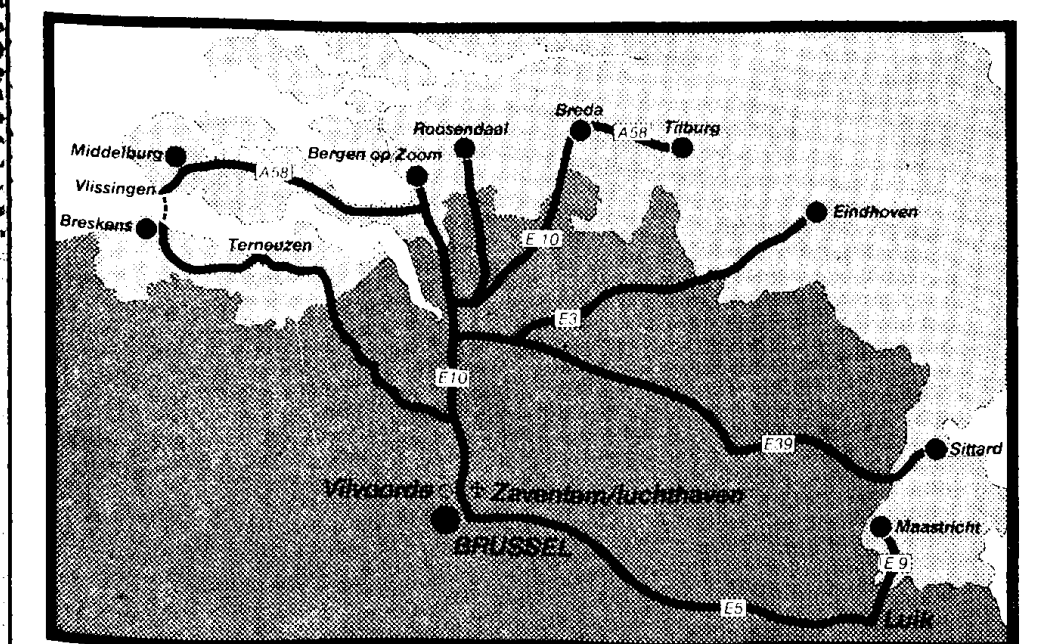 Breda
A58
Tilburg
Roosendaal
Bergen op Zoom
Middelburg
A58
Vlissingen
Breskens
Terneuzen
Eindhoven
E 10
E3
E10
E39
Sittard
Vilvoorde
Zaventem/luchthaven
BRUSSEL
Maastricht
E 9
E5
Luik